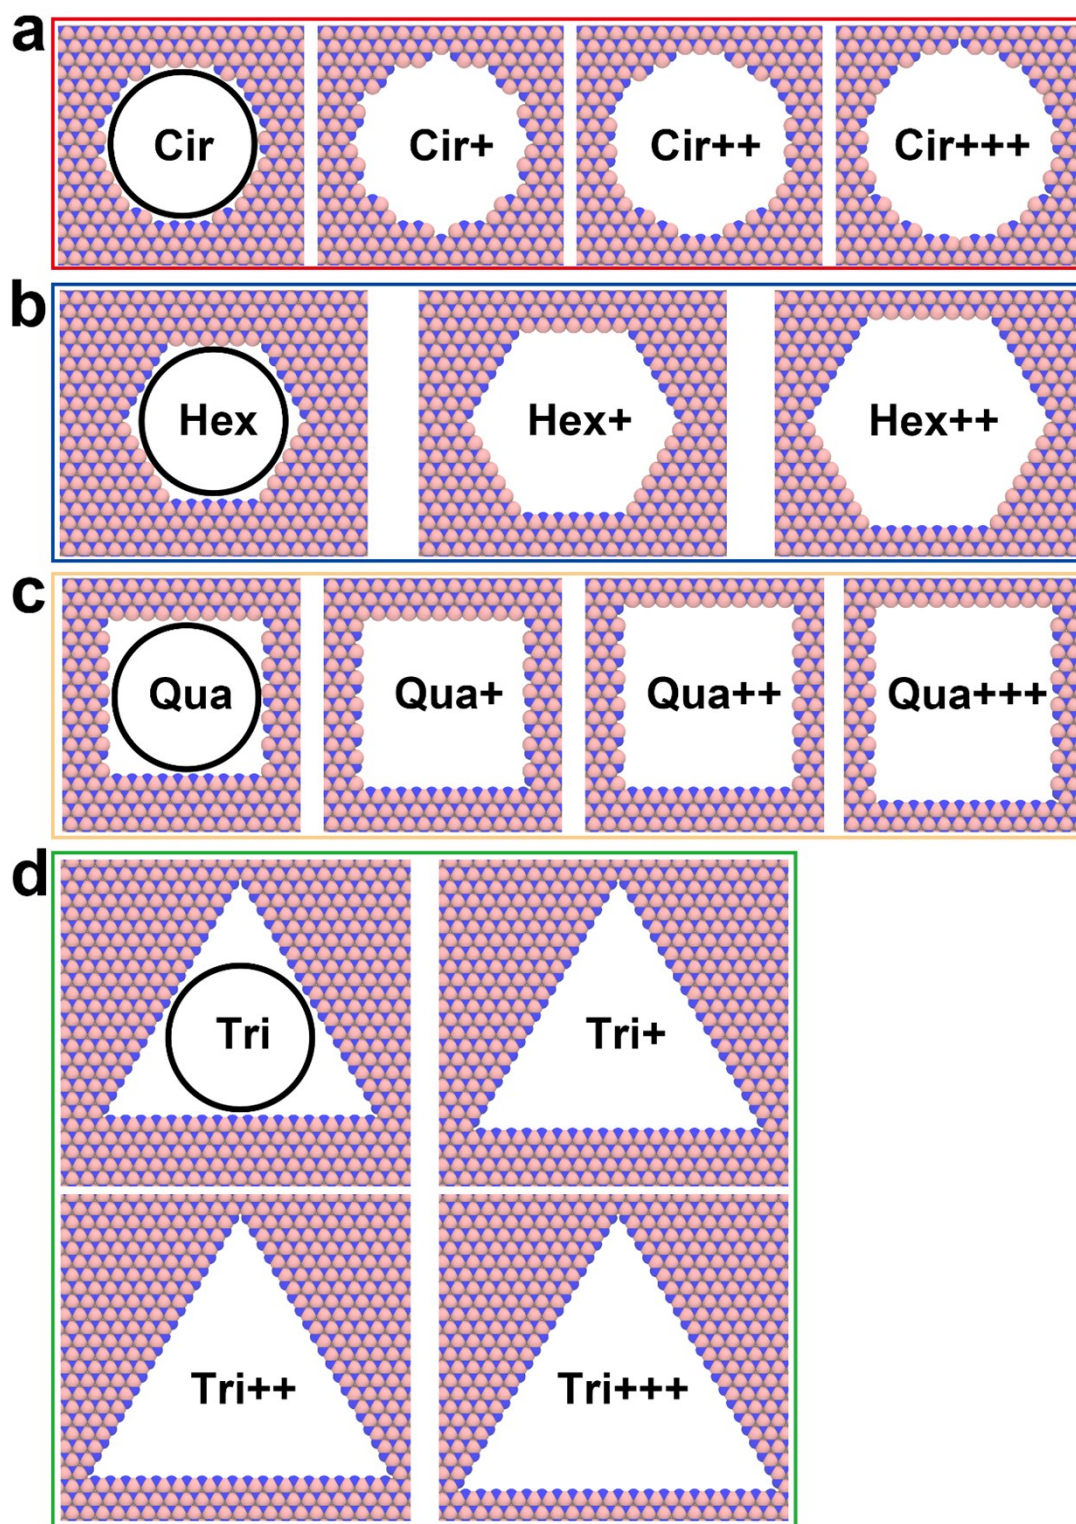 a
Cir
Cir+
Cir++
Cir+++
b
Hex
Hex+
Hex++
c
Qua
Qua+
Qua++
Qua+++
d
Tri
Tri+
Tri++
Tri+++